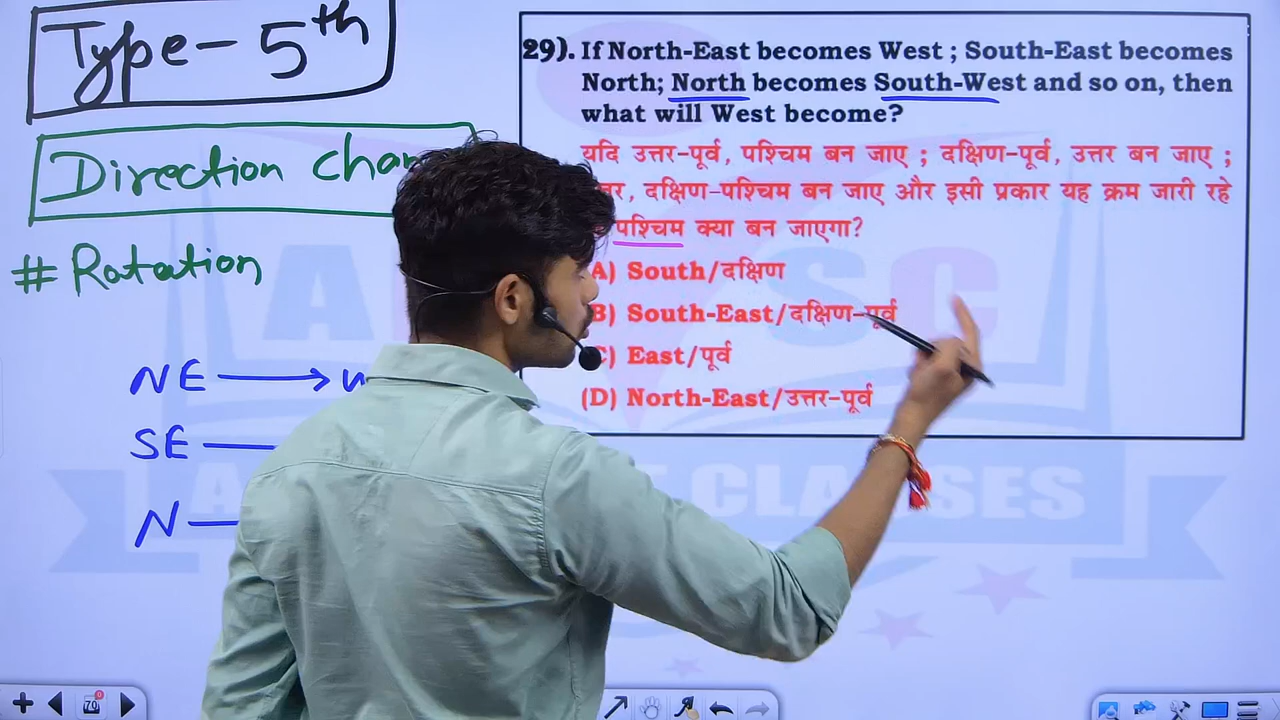 Type- 5th
Direction
# Rotation
NE →
SE
N
29). If North-East becomes West ; South-East becomes
North; North becomes South-West and so on, then
what will West become?
यदि उत्तर-पूर्व, पश्चिम बन जाए ; दक्षिण-पूर्व, उत्तर बन जाए ;
दक्षिण-पश्चिम बन जाए और इसी प्रकार यह क्रम जारी रहे
पश्चिम क्या बन जाएगा?
A) South/दक्षिण
B) South-East/दक्षिण-पूर्व
C) East/पूर्व
(D) North-East/उत्तर-पूर्व
CLASSES